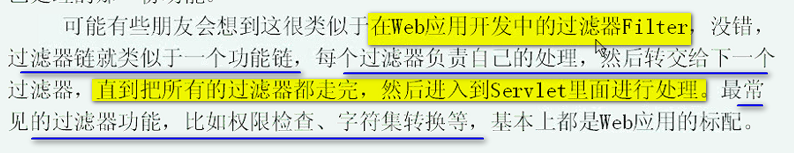 可能有些朋友会想到这很类似于在Web应用开发中的过滤器Filter，没错，
过滤器链就类似于一个功能链，每个过滤器负责自己的处理，然后转交给下一个
过滤器，直到把所有的过滤器都走完，然后进入到Servlet里面进行处理。最常
见的过滤器功能，比如权限检查、字符集转换等，基本上都是Web应用的标配。